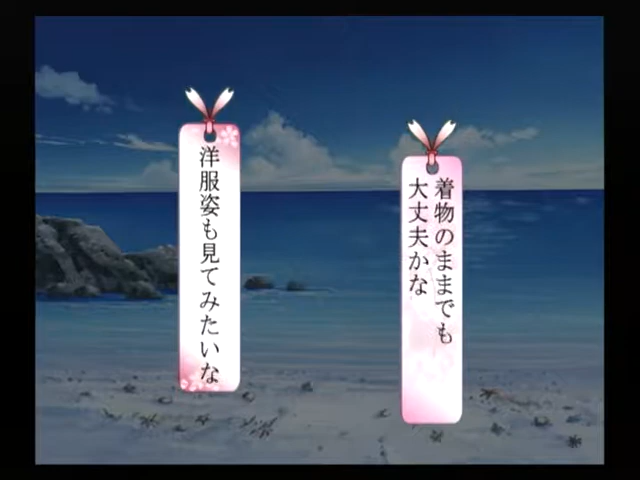 着物のままでも
大丈夫かな
洋服姿も見てみたいな